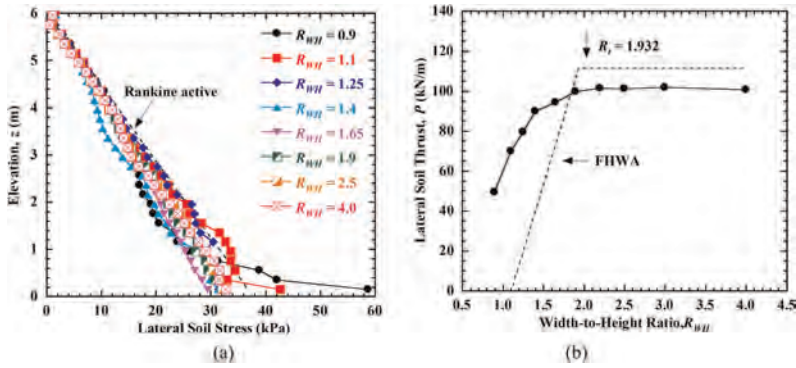 6
5
4
3
2
1
0
0
10
20
30
40
50
60
Elevation, z (m)
Lateral Soil Stress (kPa)
Rankine active
R_WH = 0.9
R_WH = 1.1
R_WH = 1.25
R_WH = 1.4
R_WH = 1.65
R_WH = 1.9
R_WH = 2.5
R_WH = 4.0
(a)
140
120
100
80
60
40
20
0
0.5
1.0
1.5
2.0
2.5
3.0
3.5
4.0
4.5
Lateral Soil Thrust, P (kN/m)
Width-to-Height Ratio,R_WH
R_t = 1.932
FHWA
(b)